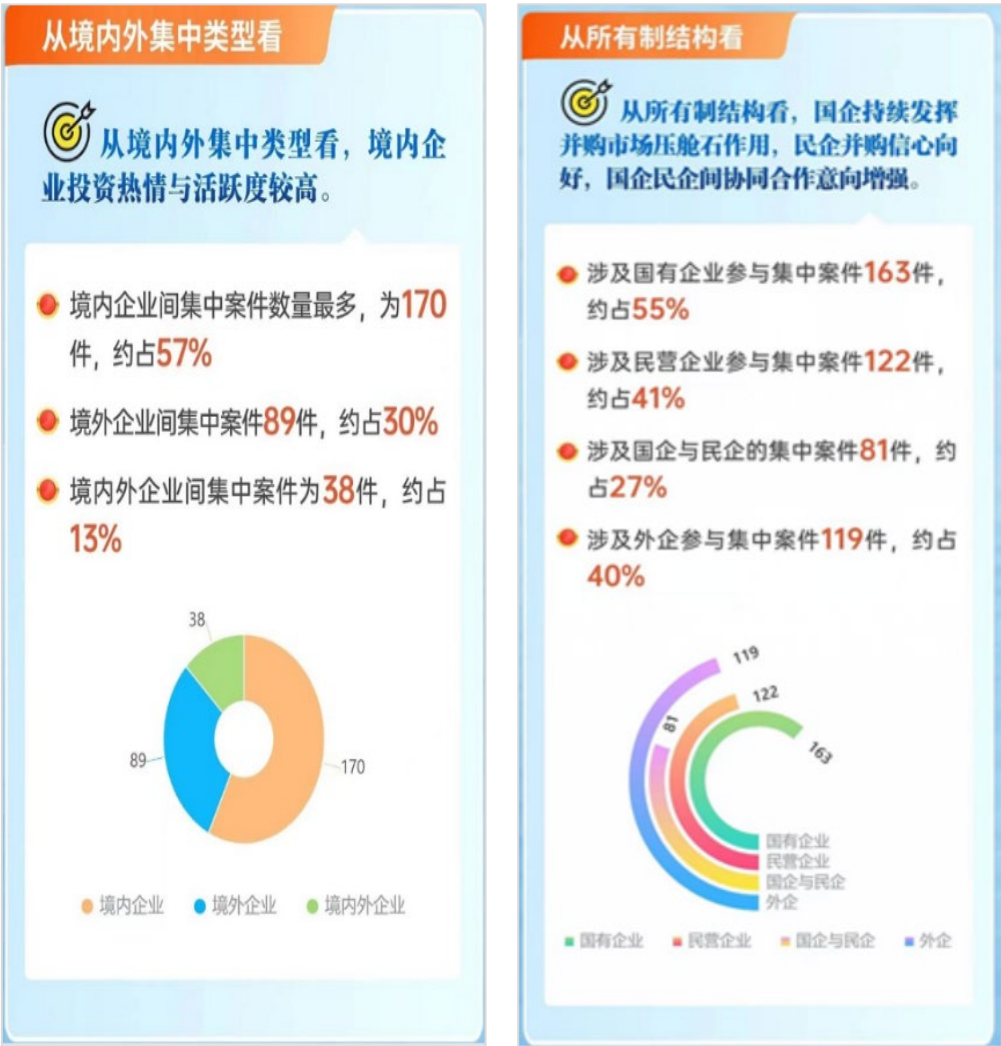 从境内外集中类型看
从境内外集中类型看，境内企
业投资热情与活跃度较高。
境内企业间集中案件数量最多，为170
件，约占57%
境外企业间集中案件89件，约占30%
境内外企业间集中案件为38件，约占
13%
38
89
170
境内企业
境外企业
境内外企业
从所有制结构看
从所有制结构看，国企持续发挥
并购市场压舱石作用，民企并购信心向
好，国企民企间协同合作意向增强。
涉及国有企业参与集中案件163件，
约占55%
涉及民营企业参与集中案件122件，
约占41%
涉及国企与民企的集中案件81件，约
占27%
涉及外企参与集中案件119件，约占
40%
119
122
81
163
国有企业
民营企业
国企与民企
外企
国有企业
民营企业
国企与民企
外企